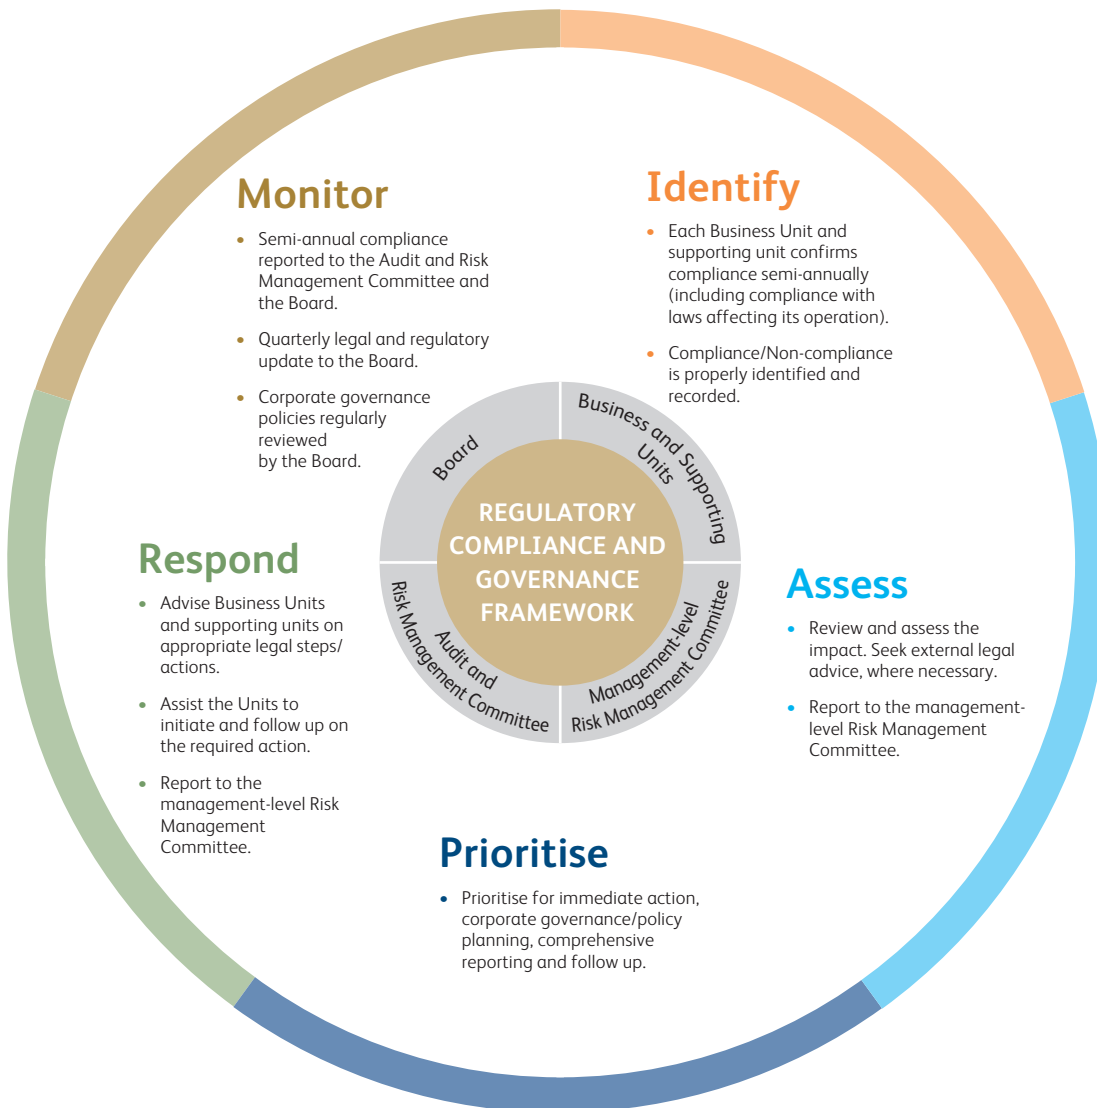 Monitor
• Semi-annual compliance
reported to the Audit and Risk
Management Committee and
the Board.
• Quarterly legal and regulatory
update to the Board.
• Corporate governance
policies regularly
reviewed
by the Board.
Identify
• Each Business Unit and
supporting unit confirms
compliance semi-annually
(including compliance with
laws affecting its operation).
• Compliance/Non-compliance
is properly identified and
recorded.
Board
Business and Supporting
Units
REGULATORY
COMPLIANCE AND
GOVERNANCE
FRAMEWORK
Audit and
Risk Management Committee
Management-level
Risk Management Committee
Respond
• Advise Business Units
and supporting units on
appropriate legal steps/
actions.
• Assist the Units to
initiate and follow up on
the required action.
• Report to the
management-level Risk
Management
Committee.
Assess
• Review and assess the
impact. Seek external legal
advice, where necessary.
• Report to the management-
level Risk Management
Committee.
Prioritise
• Prioritise for immediate action,
corporate governance/policy
planning, comprehensive
reporting and follow up.